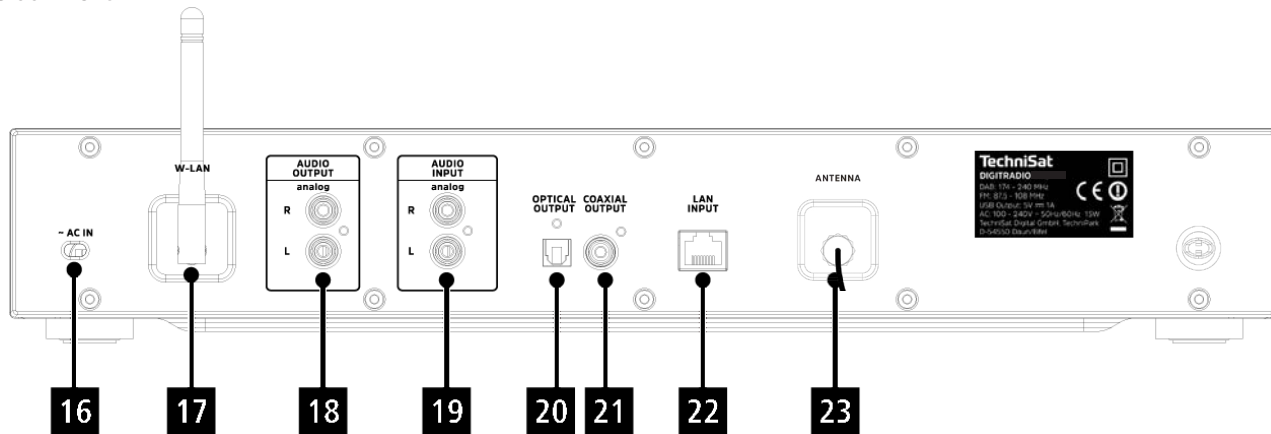 W-LAN
~ AC IN
AUDIO
OUTPUT
analog
R
L
AUDIO
INPUT
analog
R
L
OPTICAL
OUTPUT
COAXIAL
OUTPUT
LAN
INPUT
ANTENNA
TechniSat
DIGITRADIO
DAB: 174 - 240 MHz
FM: 87,5 - 108 MHz
USB Output: 5V ⎓ 1A
AC: 100 - 240V ~ 50Hz/60Hz 15W
TechniSat Digital GmbH, TechniPark
D-54550 Daun/Eifel
CE
16
17
18
19
20
21
22
23